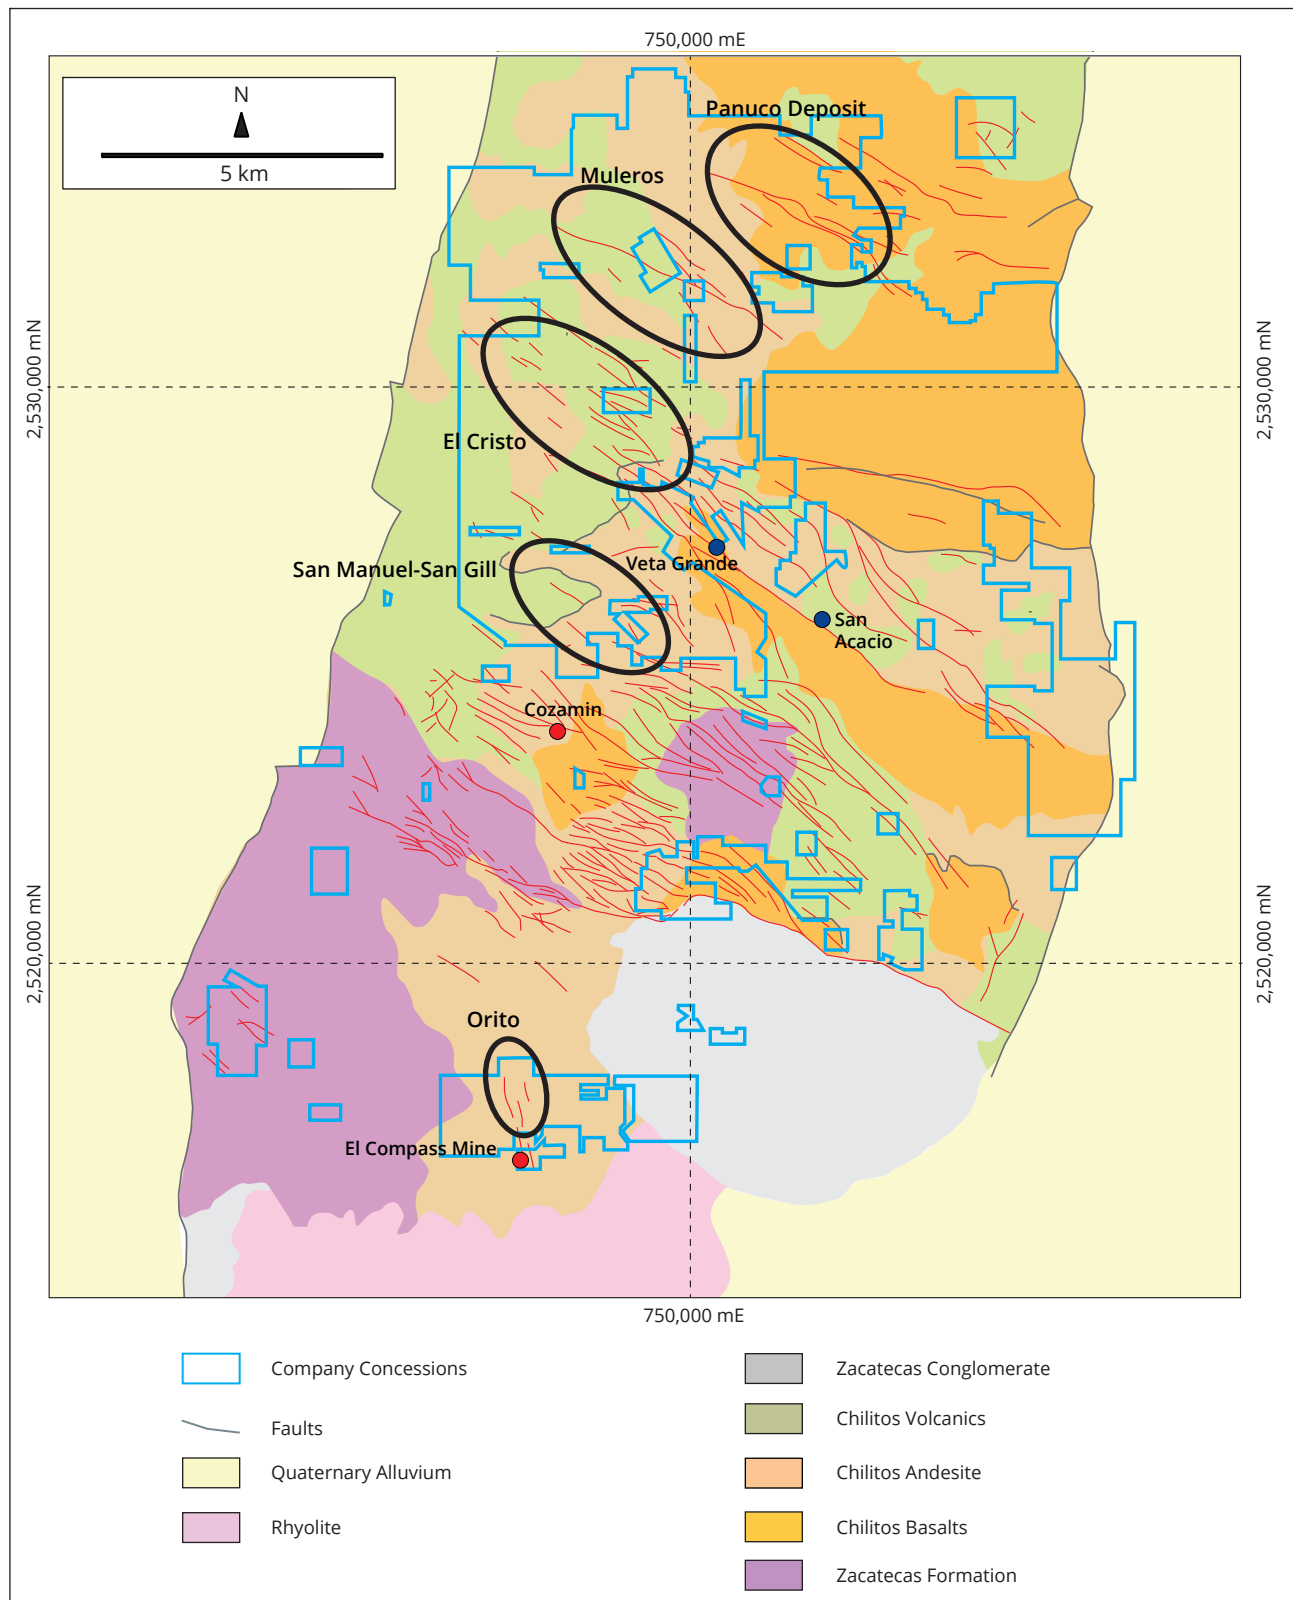 750,000 mE
N
5 km
Panuco Deposit
Muleros
2,530,000 mN
2,530,000 mN
El Cristo
Veta Grande
San Manuel-San Gill
San
Acacio
Cozamin
2,520,000 mN
2,520,000 mN
Orito
El Compass Mine
750,000 mE
Company Concessions
Faults
Quaternary Alluvium
Rhyolite
Zacatecas Conglomerate
Chilitos Volcanics
Chilitos Andesite
Chilitos Basalts
Zacatecas Formation